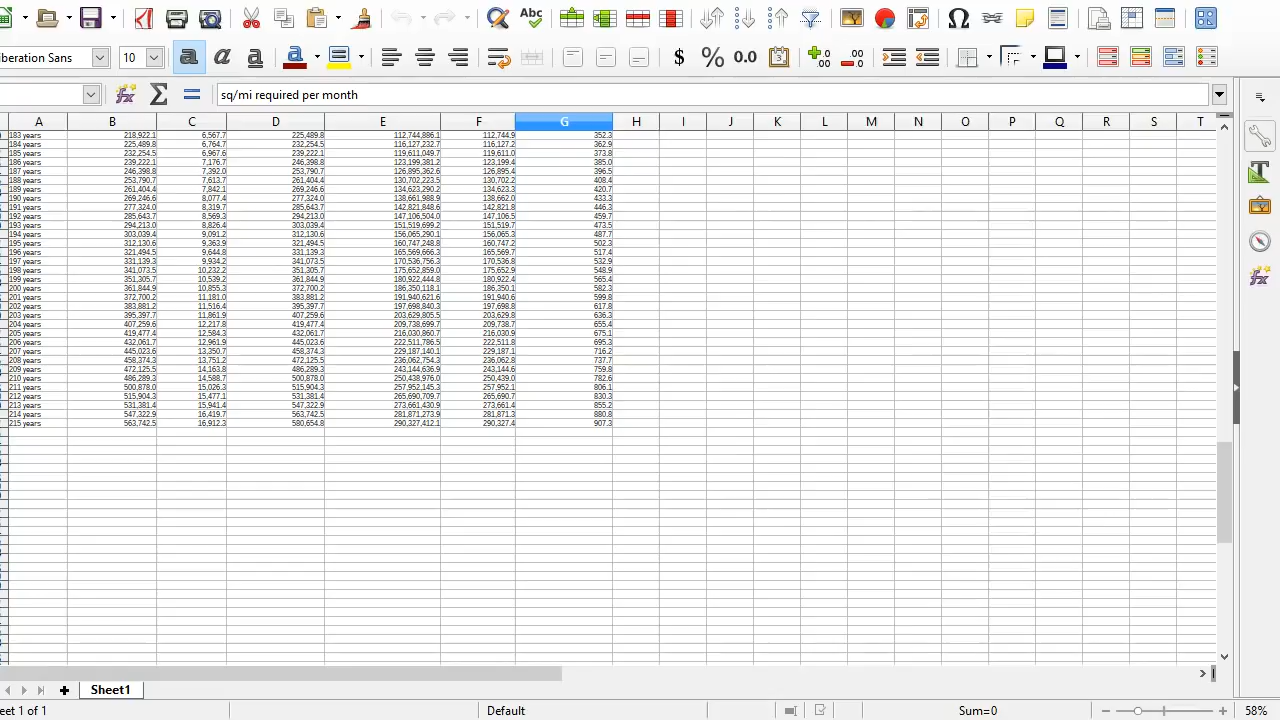 beration Sans 10 a a a a $ % 0.0
Abc
sq/mi required per month
A B C D E F G H I J K L M N O P Q R S T
183 years 218,922.1 6,567.7 225,489.8 112,744,886.1 112,744.9 352.3
184 years 225,489.8 6,764.7 232,254.5 116,127,232.7 116,127.2 362.9
185 years 232,254.5 6,967.6 239,222.1 119,611,049.7 119,611.0 373.8
186 years 239,222.1 7,176.7 246,398.8 123,199,381.2 123,199.4 385.0
187 years 246,398.8 7,392.0 253,790.7 126,895,362.6 126,895.4 396.5
188 years 253,790.7 7,613.7 261,404.4 130,702,223.5 130,702.2 408.4
189 years 261,404.4 7,842.1 269,246.6 134,623,290.2 134,623.3 420.7
190 years 269,246.6 8,077.4 277,324.0 138,661,988.9 138,662.0 433.3
191 years 277,324.0 8,319.7 285,643.7 142,821,848.6 142,821.8 446.3
192 years 285,643.7 8,569.3 294,213.0 147,106,504.0 147,106.5 459.7
193 years 294,213.0 8,826.4 303,039.4 151,519,699.2 151,519.7 473.5
194 years 303,039.4 9,091.2 312,130.6 156,065,290.1 156,065.3 487.7
195 years 312,130.6 9,363.9 321,494.5 160,747,248.8 160,747.2 502.3
196 years 321,494.5 9,644.8 331,139.3 165,569,666.3 165,569.7 517.4
197 years 331,139.3 9,934.2 341,073.5 170,536,756.3 170,536.8 532.9
198 years 341,073.5 10,232.2 351,305.7 175,652,859.0 175,652.9 548.9
199 years 351,305.7 10,539.2 361,844.9 180,922,444.8 180,922.4 565.4
200 years 361,844.9 10,855.3 372,700.2 186,350,118.1 186,350.1 582.3
201 years 372,700.2 11,181.0 383,881.2 191,940,621.6 191,940.6 599.8
202 years 383,881.2 11,516.4 395,397.7 197,698,840.3 197,698.8 617.8
203 years 395,397.7 11,861.9 407,259.6 203,629,805.5 203,629.8 636.3
204 years 407,259.6 12,217.8 419,477.4 209,738,699.7 209,738.7 655.4
205 years 419,477.4 12,584.3 432,061.7 216,030,860.7 216,030.9 675.1
206 years 432,061.7 12,961.9 445,023.6 222,511,786.5 222,511.8 695.3
207 years 445,023.6 13,350.7 458,374.3 229,187,140.1 229,187.1 716.2
208 years 458,374.3 13,751.2 472,125.5 236,062,754.3 236,062.8 737.7
209 years 472,125.5 14,163.8 486,289.3 243,144,636.9 243,144.6 759.8
210 years 486,289.3 14,588.7 500,878.0 250,438,976.0 250,439.0 782.6
211 years 500,878.0 15,026.3 515,904.3 257,952,145.3 257,952.1 806.1
212 years 515,904.3 15,477.1 531,381.4 265,690,709.7 265,690.7 830.3
213 years 531,381.4 15,941.4 547,322.9 273,661,430.9 273,661.4 855.2
214 years 547,322.9 16,419.7 563,742.5 281,871,273.9 281,871.3 880.8
215 years 563,742.5 16,912.3 580,654.8 290,327,412.1 290,327.4 907.3
Sheet1
eet 1 of 1 Default Sum=0 58%